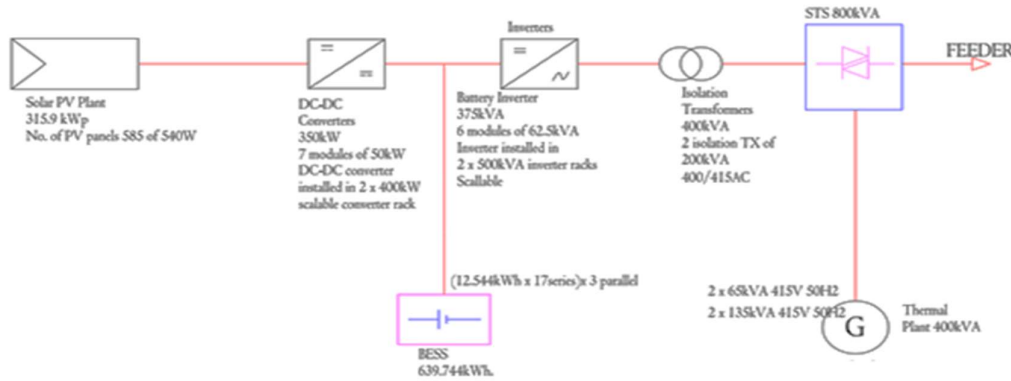 STS 800kVA
Inverters
FEEDER
Solar PV Plant
315.9 kWp
No. of PV panels 585 of 540W
DC-DC
Converters
350kW
7 modules of 50kW
DC-DC converter
installed in 2 x 400kW
scalable converter rack
Battery Inverter
375kVA
6 modules of 62.5kVA
Inverter installed in
2 x 500kVA inverter racks
Scallable
Isolation
Transformers
400kVA
2 isolation TX of
200kVA
400/415AC
(12.544kWh x 17series)x 3 parallel
BESS
639.744kWh.
2 x 65kVA 415V 50H2
2 x 135kVA 415V 50H2
G
Thermal
Plant 400kVA